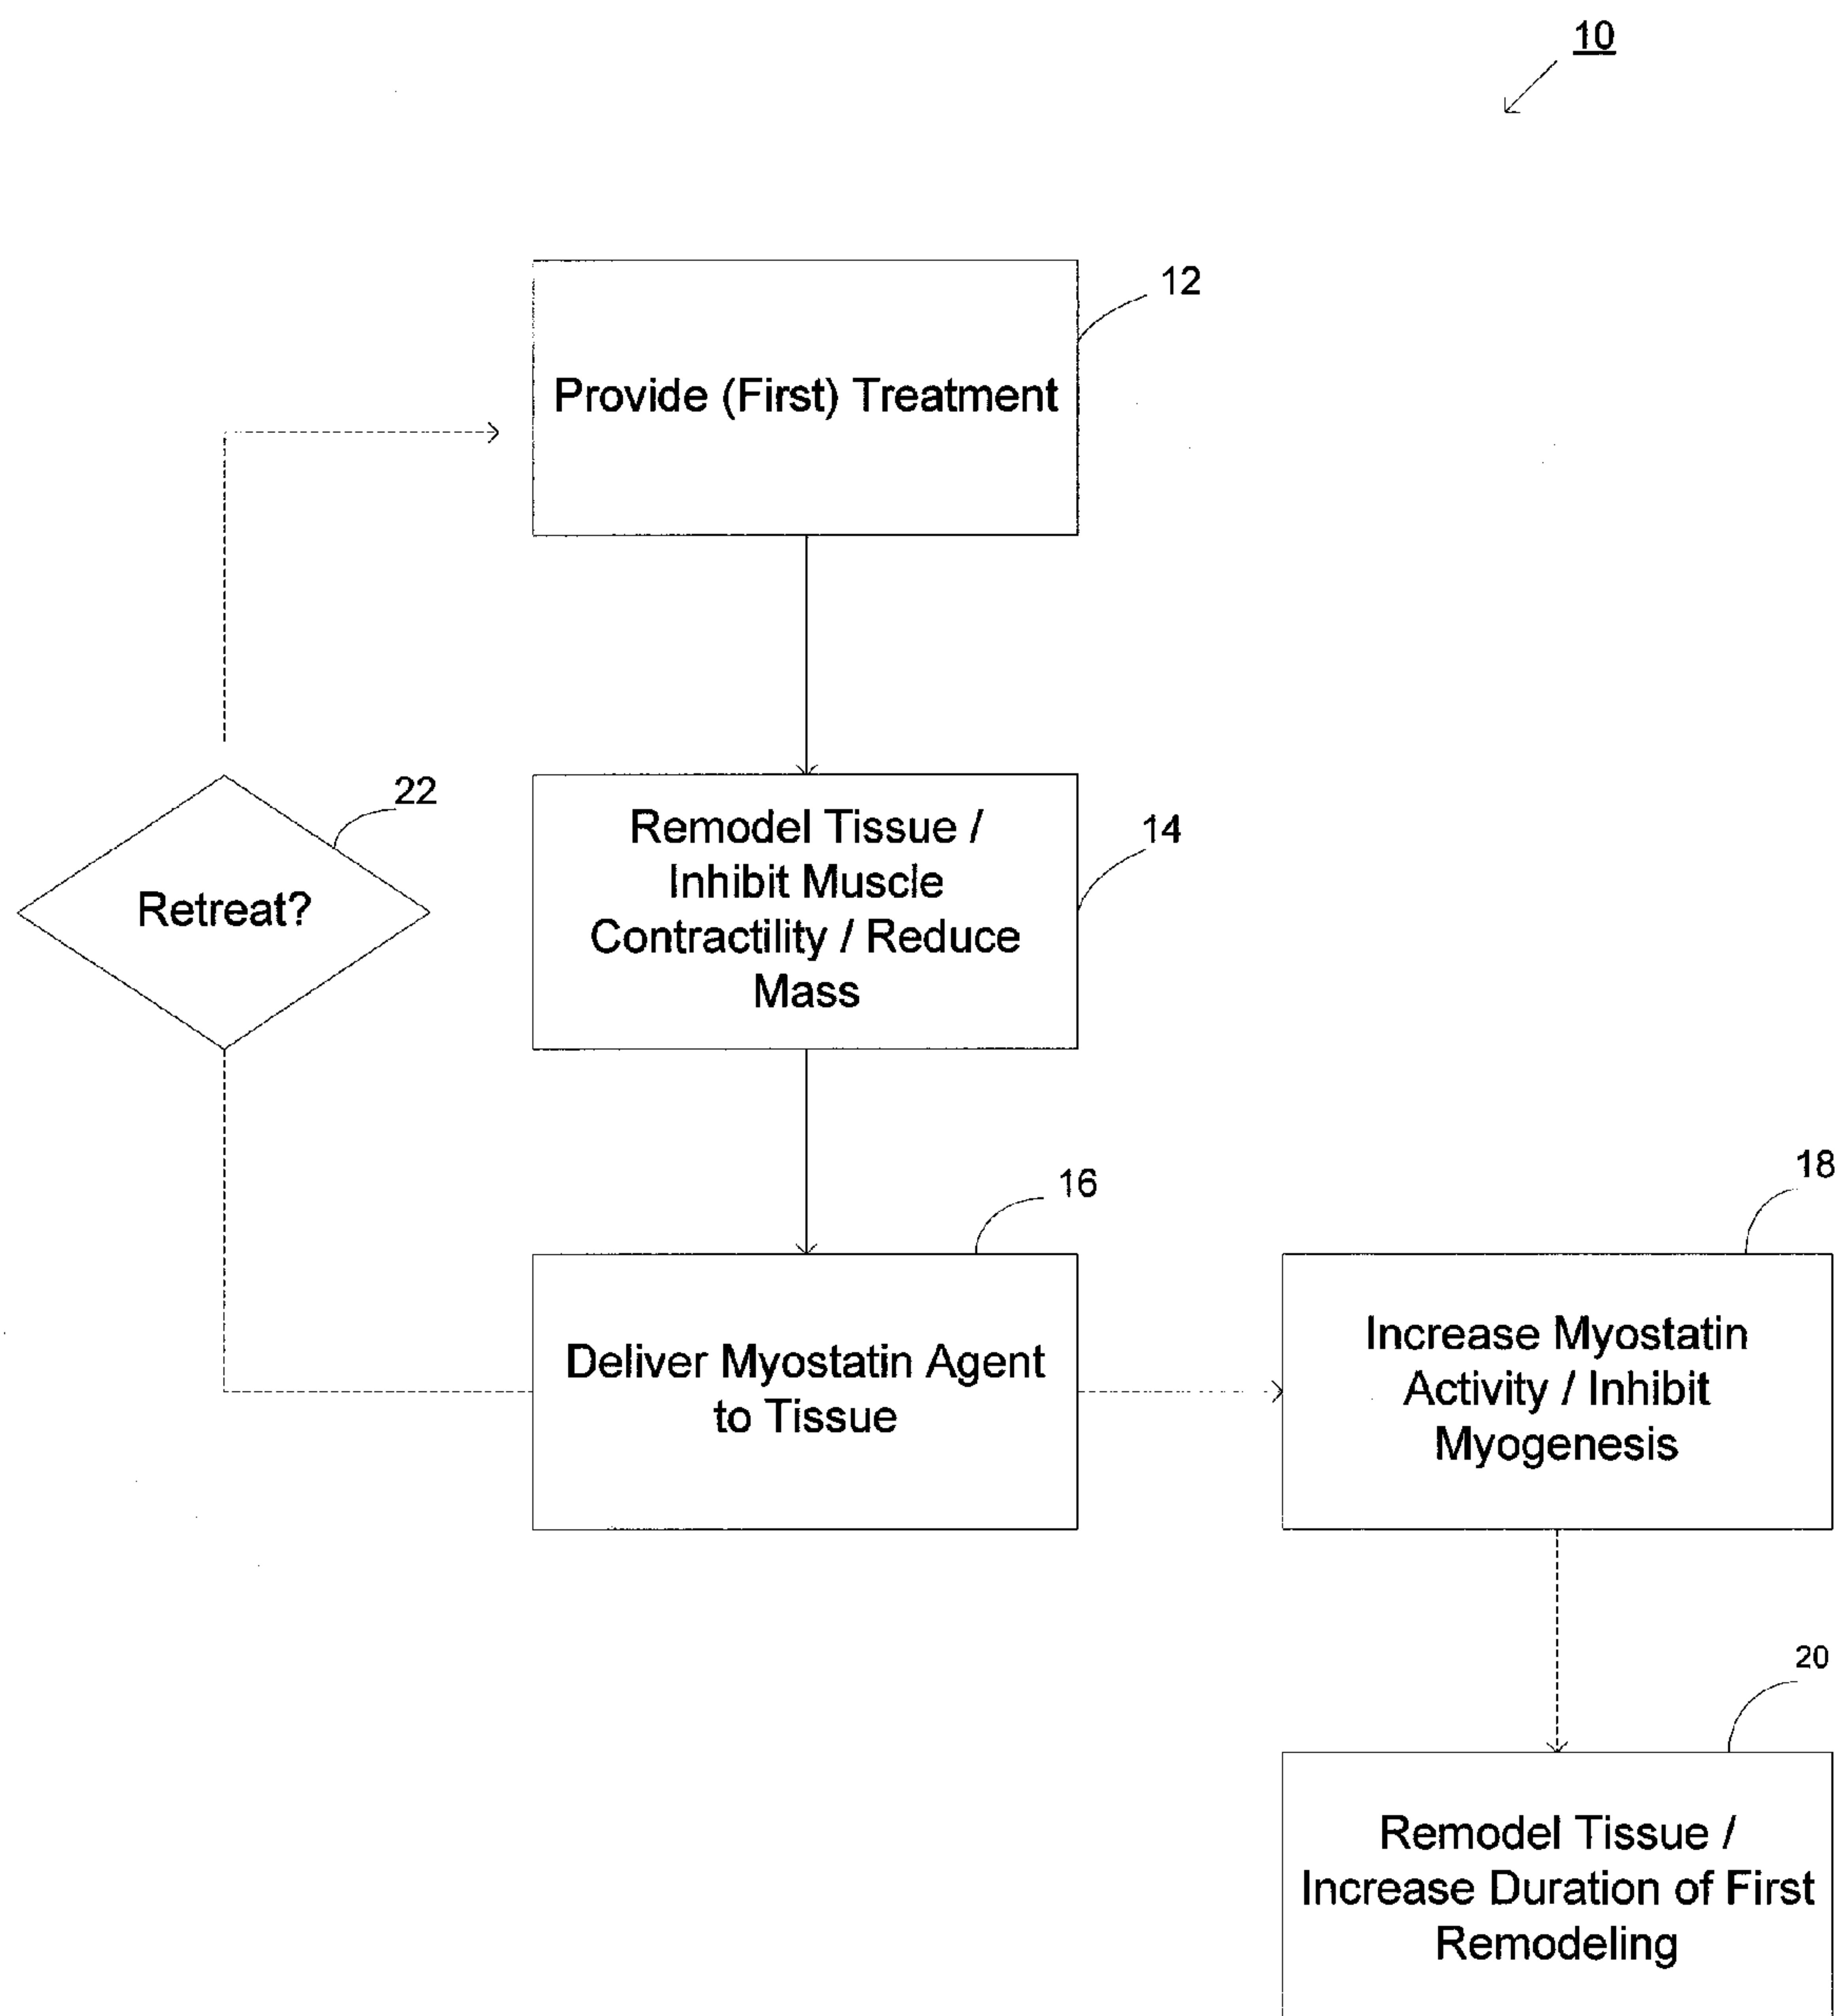 10
12
Provide (First) Treatment
Remodel Tissue /
Inhibit Muscle
Contractility / Reduce
Mass
14
22
Retreat?
16
Deliver Myostatin Agent
to Tissue
18
Increase Myostatin
Activity / Inhibit
Myogenesis
20
Remodel Tissue /
Increase Duration of First
Remodeling